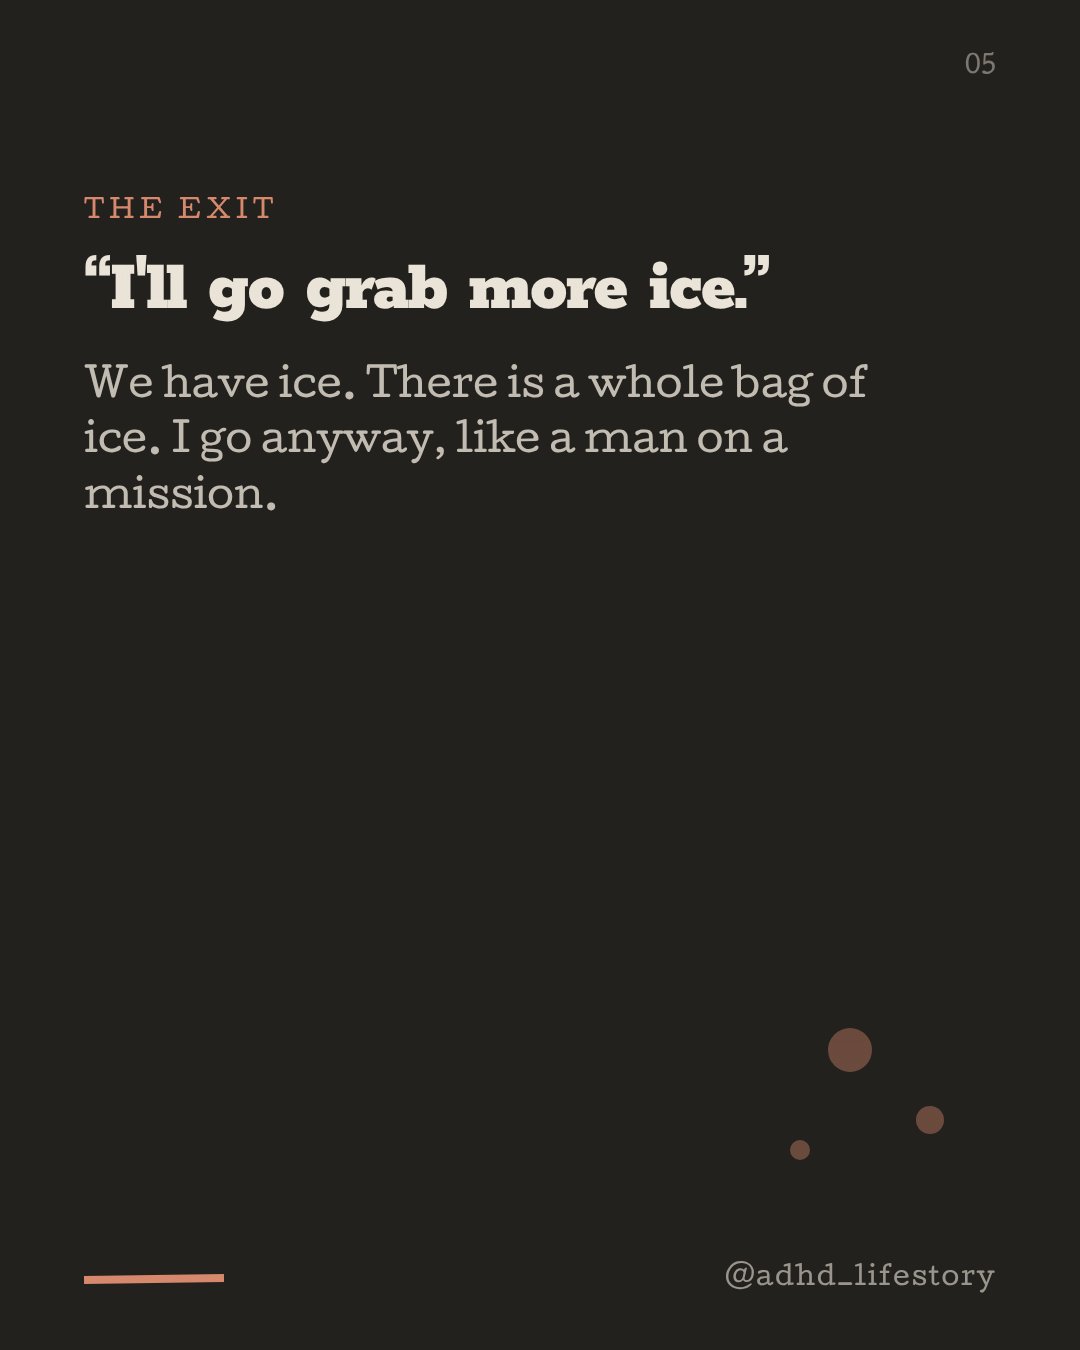 05
THE EXIT
“I'll go grab more ice.”
We have ice. There is a whole bag of
ice. I go anyway, like a man on a
mission.
@adhd_lifestory